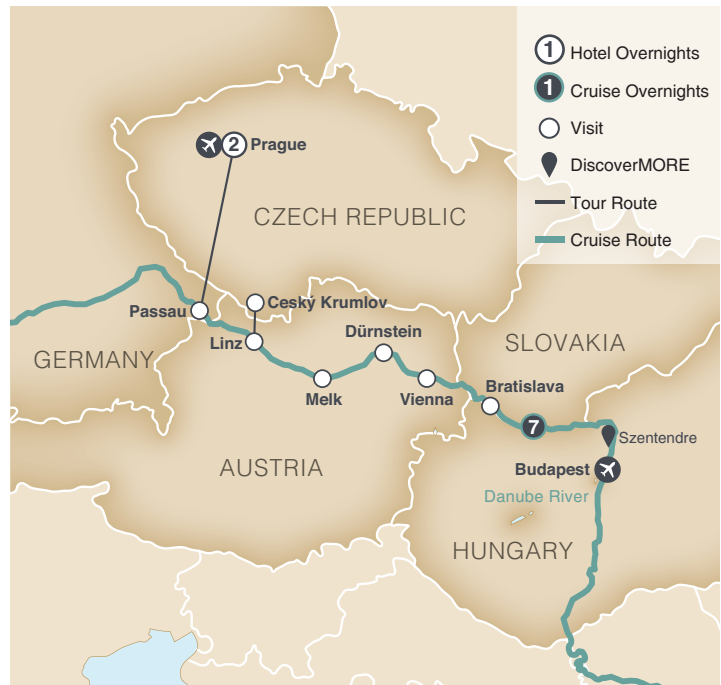 1 Hotel Overnights
1 Cruise Overnights
Visit
DiscoverMORE
Tour Route
Cruise Route
2 Prague
CZECH REPUBLIC
Ceský Krumlov
Passau
Linz
Dürnstein
GERMANY
SLOVAKIA
Melk
Vienna
Bratislava
7
Szentendre
AUSTRIA
Budapest
Danube River
HUNGARY